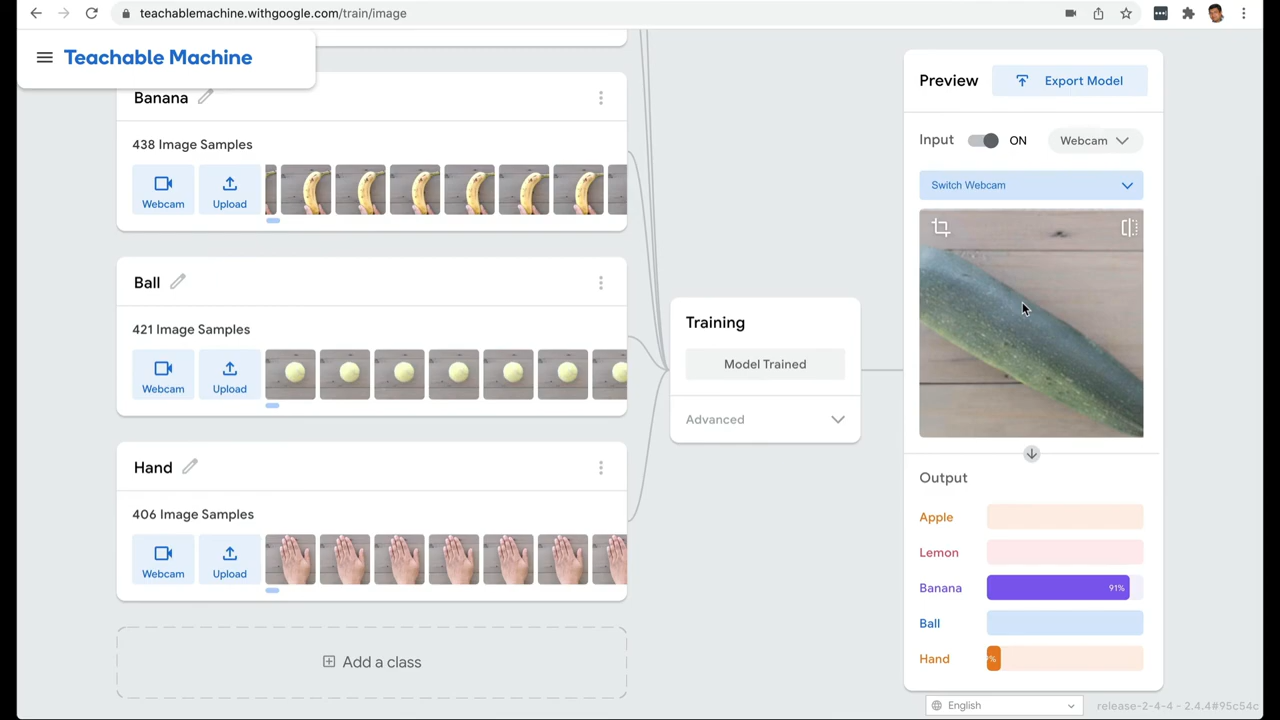 teachablemachine.withgoogle.com/train/image
Teachable Machine
Banana
438 Image Samples
Webcam
Upload
Ball
421 Image Samples
Webcam
Upload
Hand
406 Image Samples
Webcam
Upload
Add a class
Training
Model Trained
Advanced
Preview
Export Model
Input
ON
Webcam
Switch Webcam
Output
Apple
Lemon
Banana
91%
Ball
Hand
%
English
release-2-4-4 - 2.4.4#95c54c